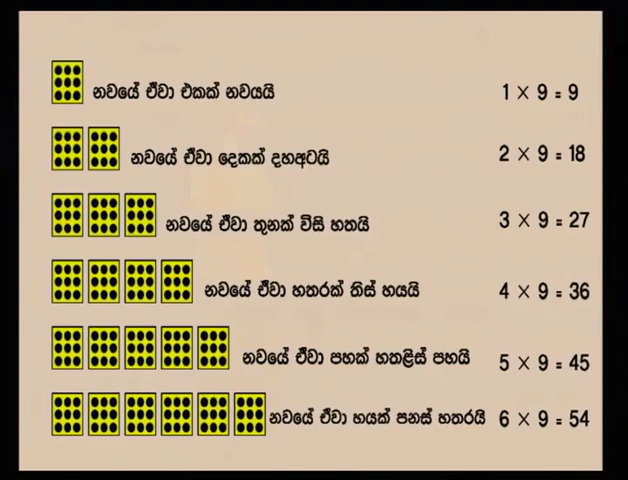 නවයේ ඒවා එකක් නවයයි 1 × 9 = 9
නවයේ ඒවා දෙකක් දහඅටයි 2 × 9 = 18
නවයේ ඒවා තුනක් විසි හතයි 3 × 9 = 27
නවයේ ඒවා හතරක් තිස් හයයි 4 × 9 = 36
නවයේ ඒවා පහක් හතළිස් පහයි 5 × 9 = 45
නවයේ ඒවා හයක් පනස් හතරයි 6 × 9 = 54